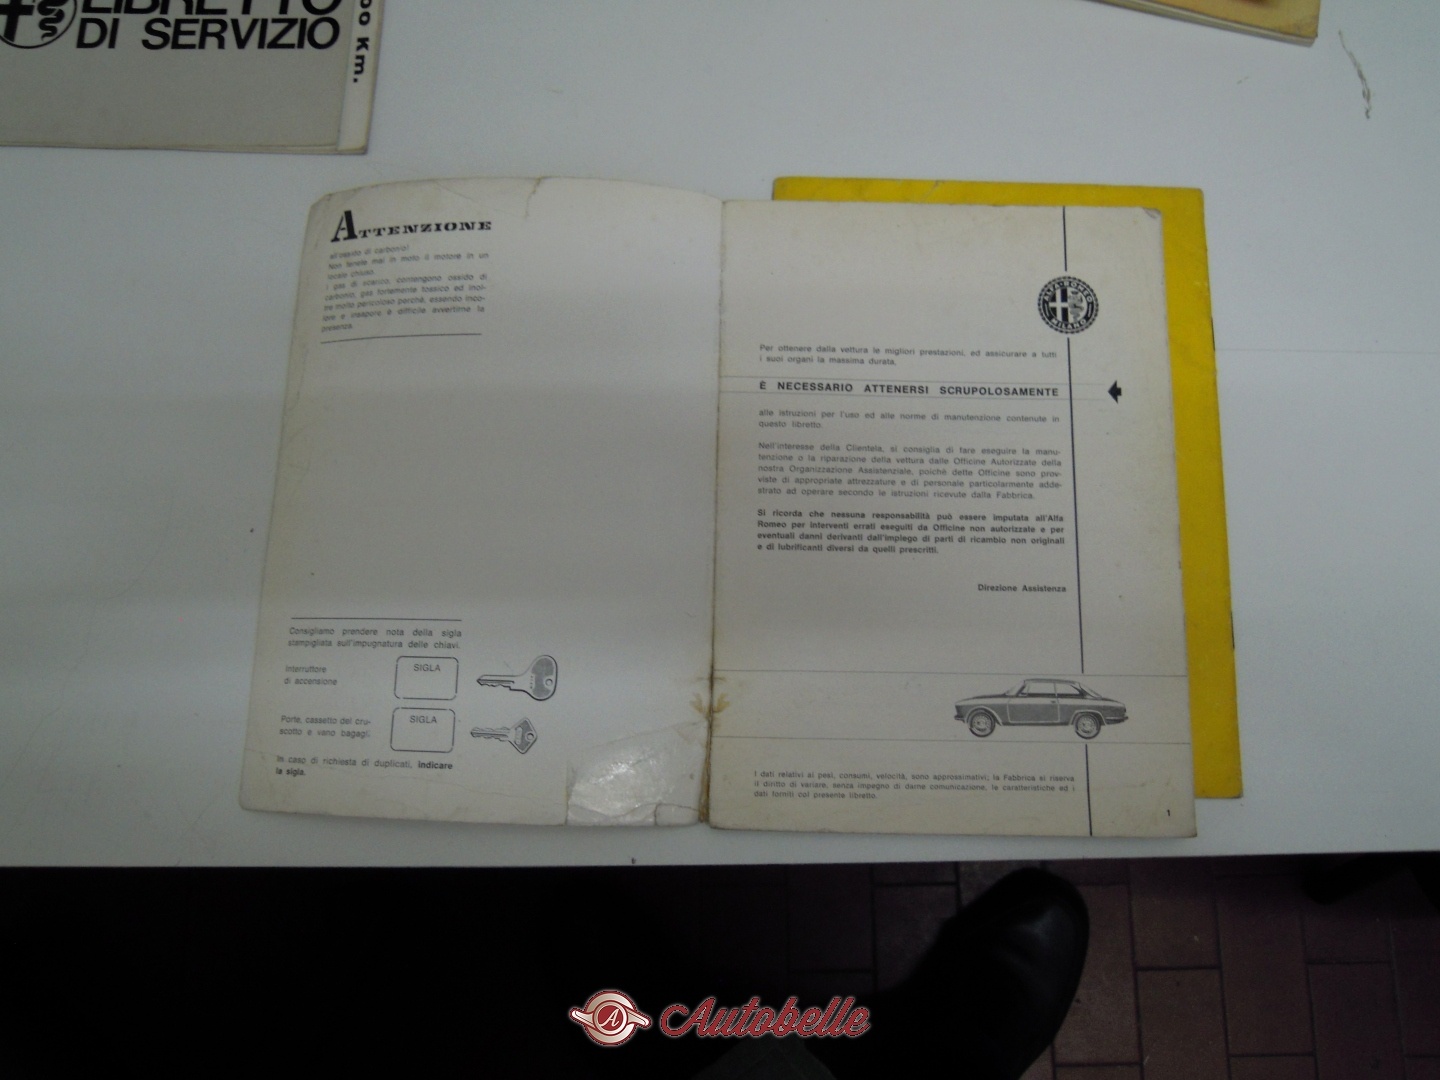 LIBRETTO
DI SERVIZIO
00 Km.
ATTENZIONE
all'ossido di carbonio!
Non tenete mai in moto il motore in un
locale chiuso.
I gas di scarico, contengono ossido di
carbonio, gas fortemente tossico ed inol-
tre molto pericoloso perchè, essendo inco-
lore e insapore è difficile avvertirne la
presenza.
Consigliamo prendere nota della sigla
stampigliata sull'impugnatura delle chiavi.
Interruttore
di accensione
SIGLA
Porte, cassetto del cru-
scotto e vano bagagli.
SIGLA
In caso di richiesta di duplicati, indicare
la sigla.
ALFA-ROMEO
MILANO
Per ottenere dalla vettura le migliori prestazioni, ed assicurare a tutti
i suoi organi la massima durata,
È NECESSARIO ATTENERSI SCRUPOLOSAMENTE
alle istruzioni per l'uso ed alle norme di manutenzione contenute in
questo libretto.
Nell'interesse della Clientela, si consiglia di fare eseguire la manu-
tenzione o la riparazione della vettura dalle Officine Autorizzate della
nostra Organizzazione Assistenziale, poichè dette Officine sono prov-
viste di appropriate attrezzature e di personale particolarmente adde-
strato ad operare secondo le istruzioni ricevute dalla Fabbrica.
Si ricorda che nessuna responsabilità può essere imputata all'Alfa
Romeo per interventi errati eseguiti da Officine non autorizzate e per
eventuali danni derivanti dall'impiego di parti di ricambio non originali
e di lubrificanti diversi da quelli prescritti.
Direzione Assistenza
I dati relativi ai pesi, consumi, velocità, sono approssimativi; la Fabbrica si riserva
il diritto di variare, senza impegno di darne comunicazione, le caratteristiche ed i
dati forniti col presente libretto.
1
A
Autobelle